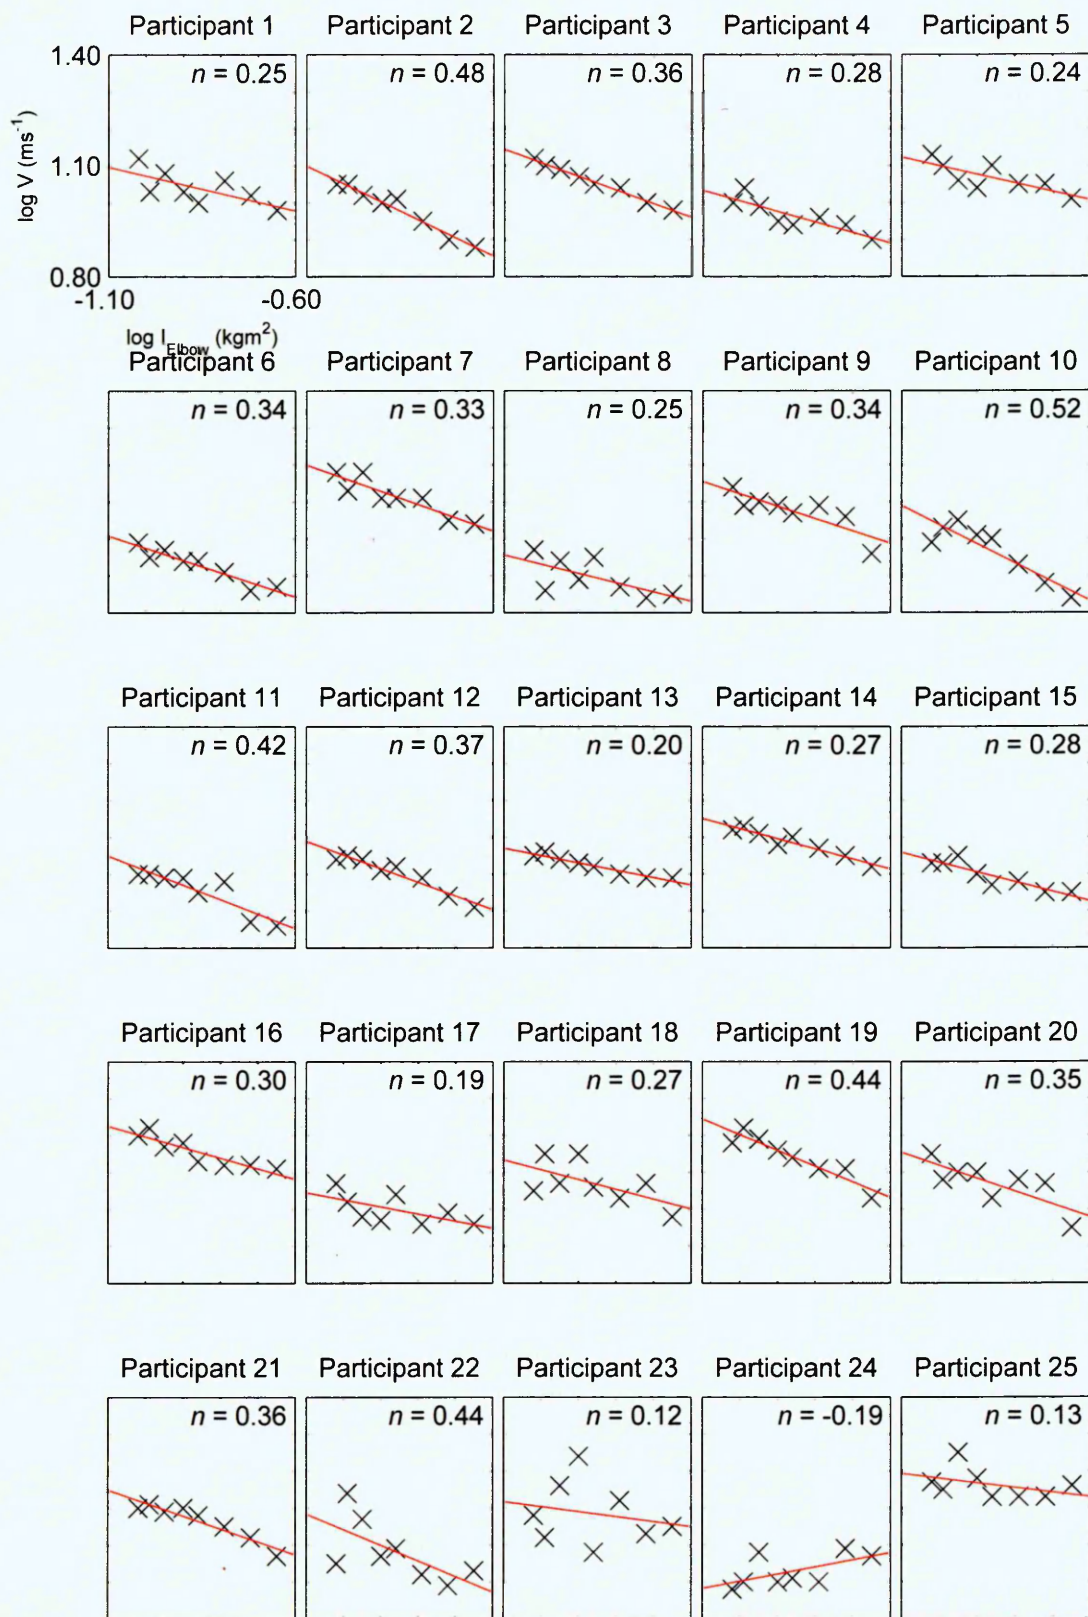 Participant 1 Participant 2 Participant 3 Participant 4 Participant 5
1.40
n = 0.25 n = 0.48 n = 0.36 n = 0.28 n = 0.24
log V (ms⁻¹)
1.10
0.80
-1.10 -0.60
log I_Elbow (kgm²)
Participant 6 Participant 7 Participant 8 Participant 9 Participant 10
n = 0.34 n = 0.33 n = 0.25 n = 0.34 n = 0.52
Participant 11 Participant 12 Participant 13 Participant 14 Participant 15
n = 0.42 n = 0.37 n = 0.20 n = 0.27 n = 0.28
Participant 16 Participant 17 Participant 18 Participant 19 Participant 20
n = 0.30 n = 0.19 n = 0.27 n = 0.44 n = 0.35
Participant 21 Participant 22 Participant 23 Participant 24 Participant 25
n = 0.36 n = 0.44 n = 0.12 n = -0.19 n = 0.13